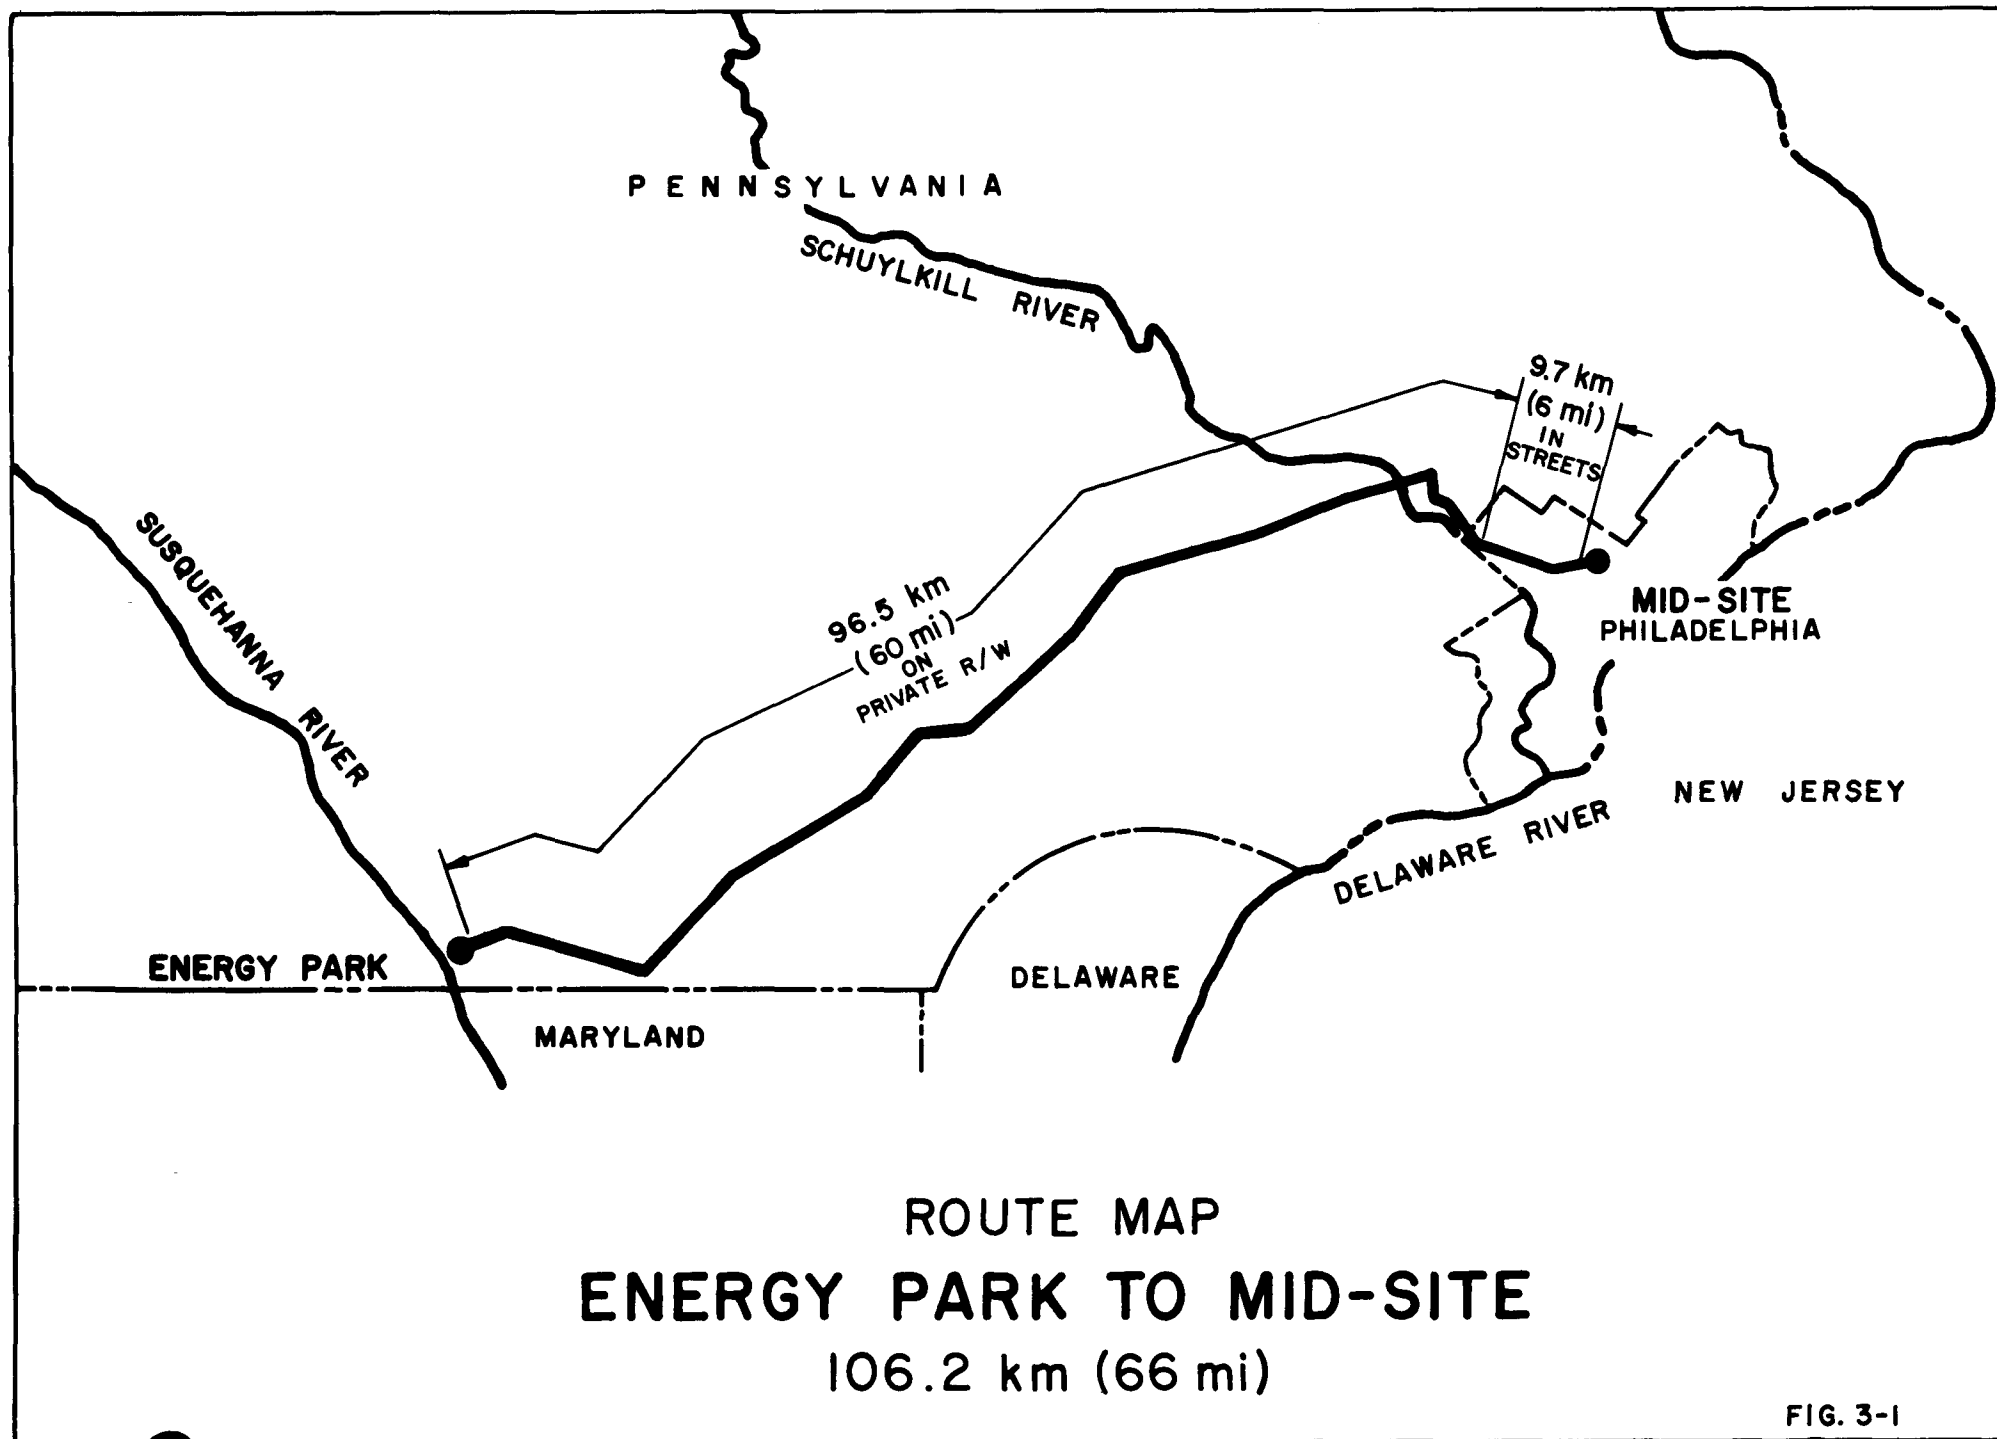 PENNSYLVANIA
SCHUYLKILL RIVER
9.7 km
(6 mi)
IN
STREETS
SUSQUEHANNA RIVER
96.5 km
(60 mi)
ON
PRIVATE R/W
MID-SITE
PHILADELPHIA
NEW JERSEY
DELAWARE RIVER
ENERGY PARK
DELAWARE
MARYLAND
ROUTE MAP
ENERGY PARK TO MID-SITE
106.2 km (66 mi)
FIG. 3-1